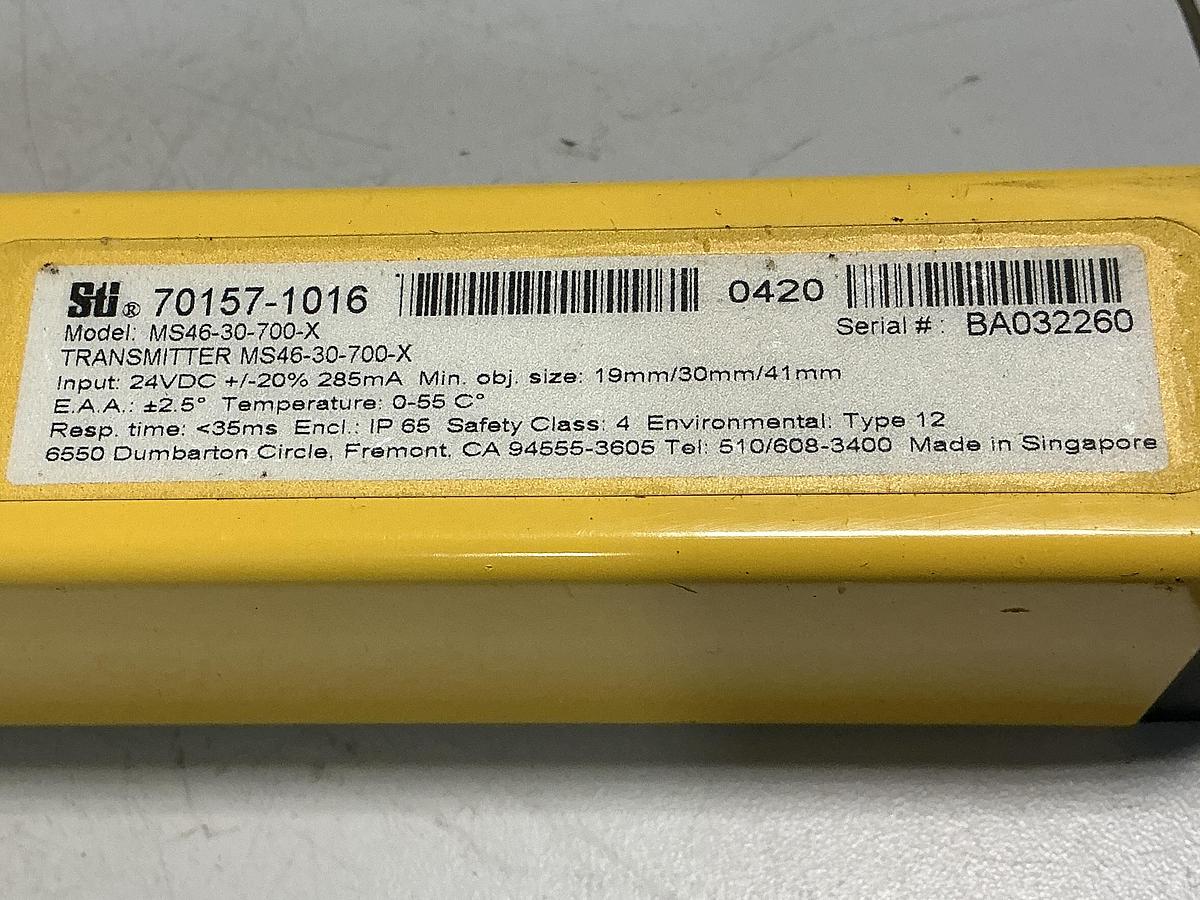 Sti® 70157-1016 0420
Model: MS46-30-700-X Serial #: BA032260
TRANSMITTER MS46-30-700-X
Input: 24VDC +/-20% 285mA Min. obj. size: 19mm/30mm/41mm
E.A.A.: ±2.5° Temperature: 0-55 C°
Resp. time: <35ms Encl.: IP 65 Safety Class: 4 Environmental: Type 12
6550 Dumbarton Circle, Fremont, CA 94555-3605 Tel: 510/608-3400 Made in Singapore